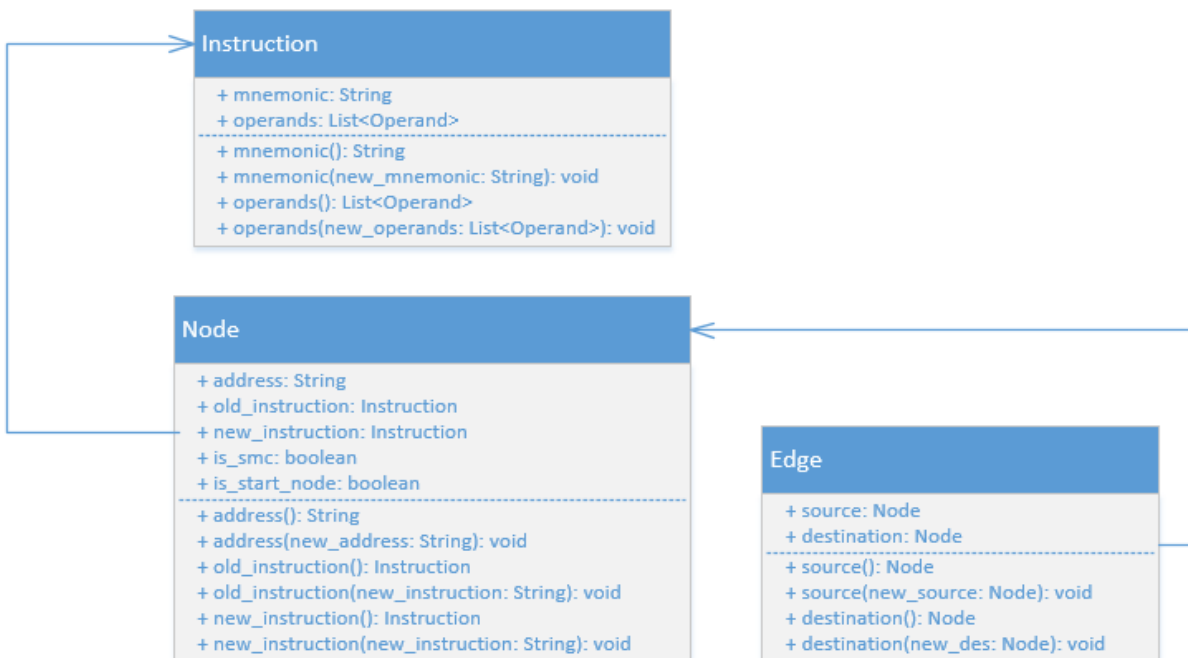 Instruction
+ mnemonic: String
+ operands: List<Operand>
+ mnemonic(): String
+ mnemonic(new_mnemonic: String): void
+ operands(): List<Operand>
+ operands(new_operands: List<Operand>): void
Node
+ address: String
+ old_instruction: Instruction
+ new_instruction: Instruction
+ is_smc: boolean
+ is_start_node: boolean
+ address(): String
+ address(new_address: String): void
+ old_instruction(): Instruction
+ old_instruction(new_instruction: String): void
+ new_instruction(): Instruction
+ new_instruction(new_instruction: String): void
Edge
+ source: Node
+ destination: Node
+ source(): Node
+ source(new_source: Node): void
+ destination(): Node
+ destination(new_des: Node): void